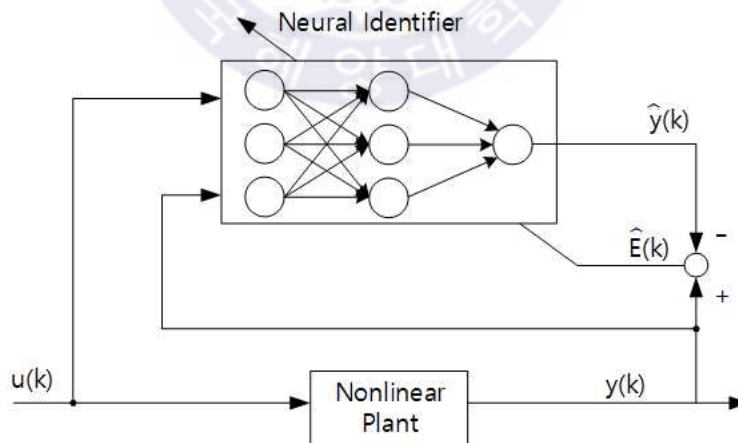 Neural Identifier
ŷ(k)
−
Ê(k)
+
u(k)
Nonlinear
Plant
y(k)